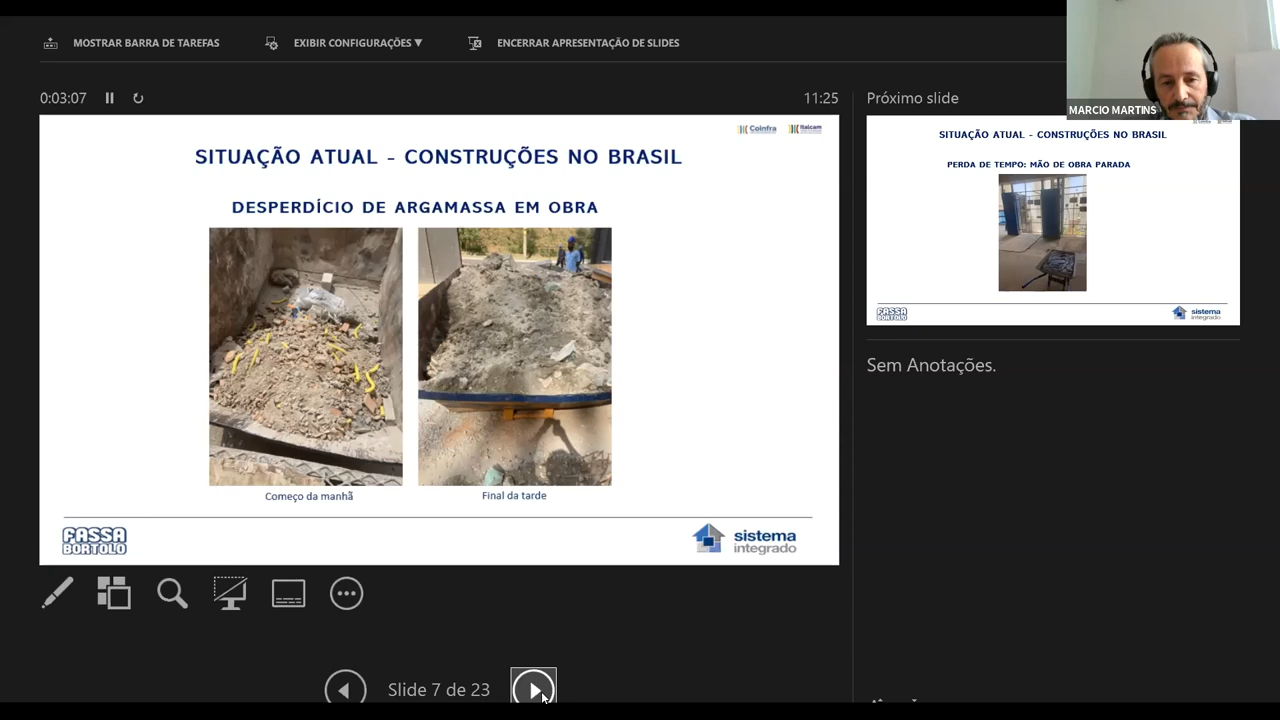 MOSTRAR BARRA DE TAREFAS
EXIBIR CONFIGURAÇÕES ▼
ENCERRAR APRESENTAÇÃO DE SLIDES
MARCIO MARTINS
0:03:07
11:25
Próximo slide
Coinfra
Italcam
SITUAÇÃO ATUAL - CONSTRUÇÕES NO BRASIL
DESPERDÍCIO DE ARGAMASSA EM OBRA
Começo da manhã
Final da tarde
FASSA
BORTOLO
sistema
integrado
SITUAÇÃO ATUAL - CONSTRUÇÕES NO BRASIL
PERDA DE TEMPO: MÃO DE OBRA PARADA
FASSA
BORTOLO
sistema
integrado
Sem Anotações.
Slide 7 de 23